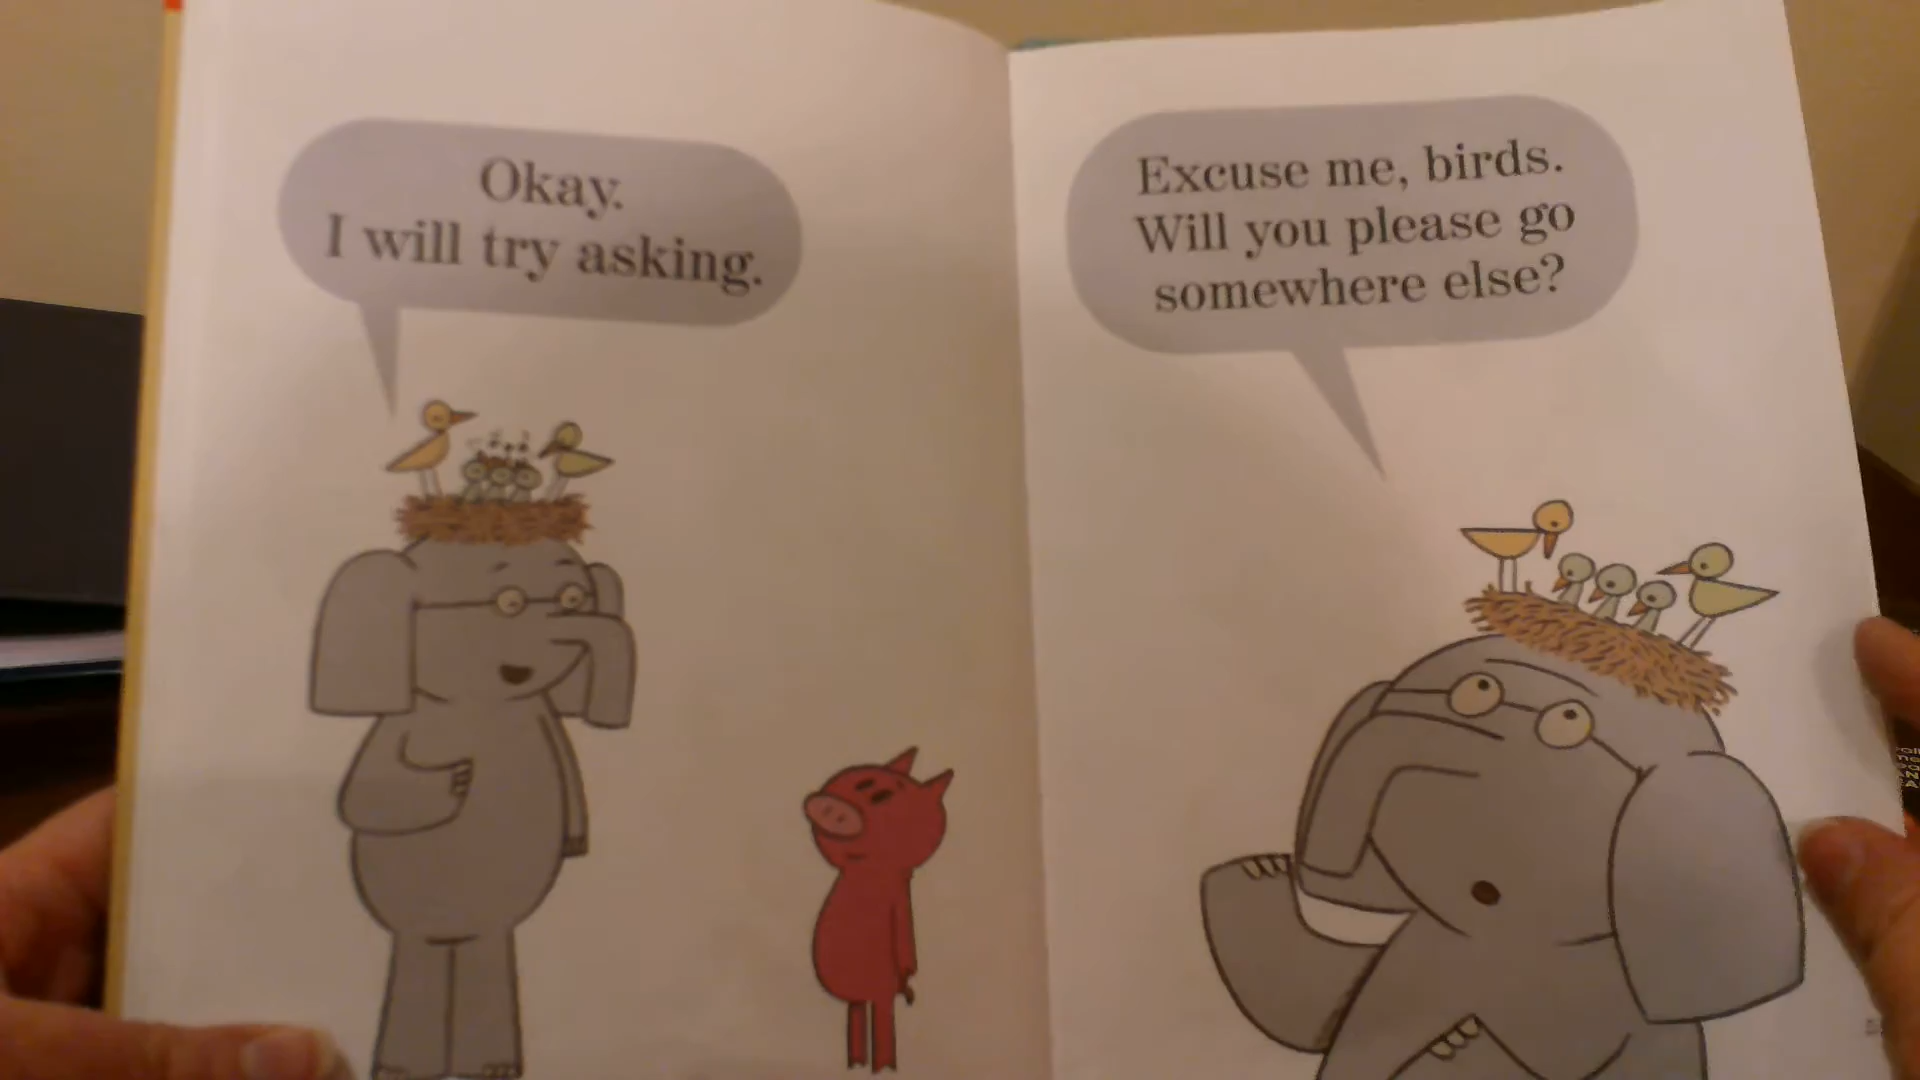 Okay.
I will try asking.
Excuse me, birds.
Will you please go
somewhere else?